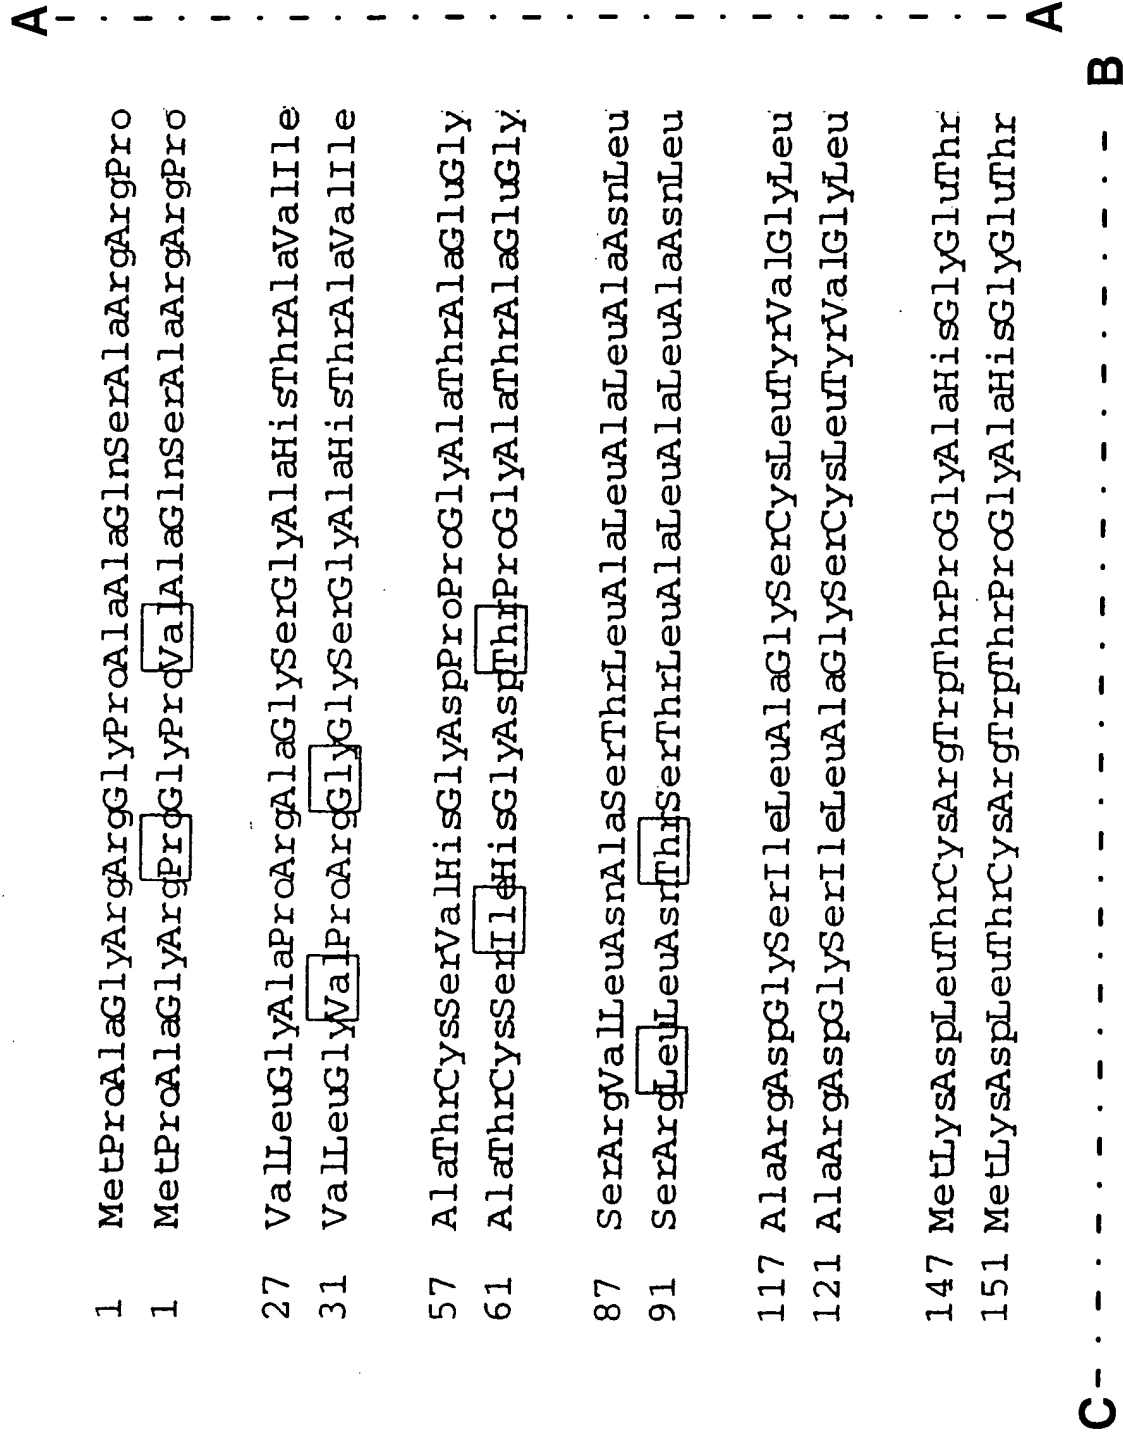 A
1 MetProAlaGlyArgArgGlyProAlaAlaGlnSerAlaArgArgPro
1 MetProAlaGlyArgProGlyProValAlaGlnSerAlaArgArgPro
27 ValLeuGlyAlaProArgAlaGlySerGlyAlaHisThrAlaValIle
31 ValLeuGlyValProArgGlyGlySerGlyAlaHisThrAlaValIle
57 AlaThrCysSerValHisGlyAspProProGlyAlaThrAlaGluGly
61 AlaThrCysSerIleHisGlyAspThrProGlyAlaThrAlaGluGly
87 SerArgValLeuAsnAlaSerThrLeuAlaLeuAlaLeuAlaAsnLeu
91 SerArgLeuLeuAsnThrSerThrLeuAlaLeuAlaLeuAlaAsnLeu
117 AlaArgAspGlySerIleLeuAlaGlySerCysLeuTyrValGlyLeu
121 AlaArgAspGlySerIleLeuAlaGlySerCysLeuTyrValGlyLeu
147 MetLysAspLeuThrCysArgTrpThrProGlyAlaHisGlyGluThr
151 MetLysAspLeuThrCysArgTrpThrProGlyAlaHisGlyGluThr
A
C
B